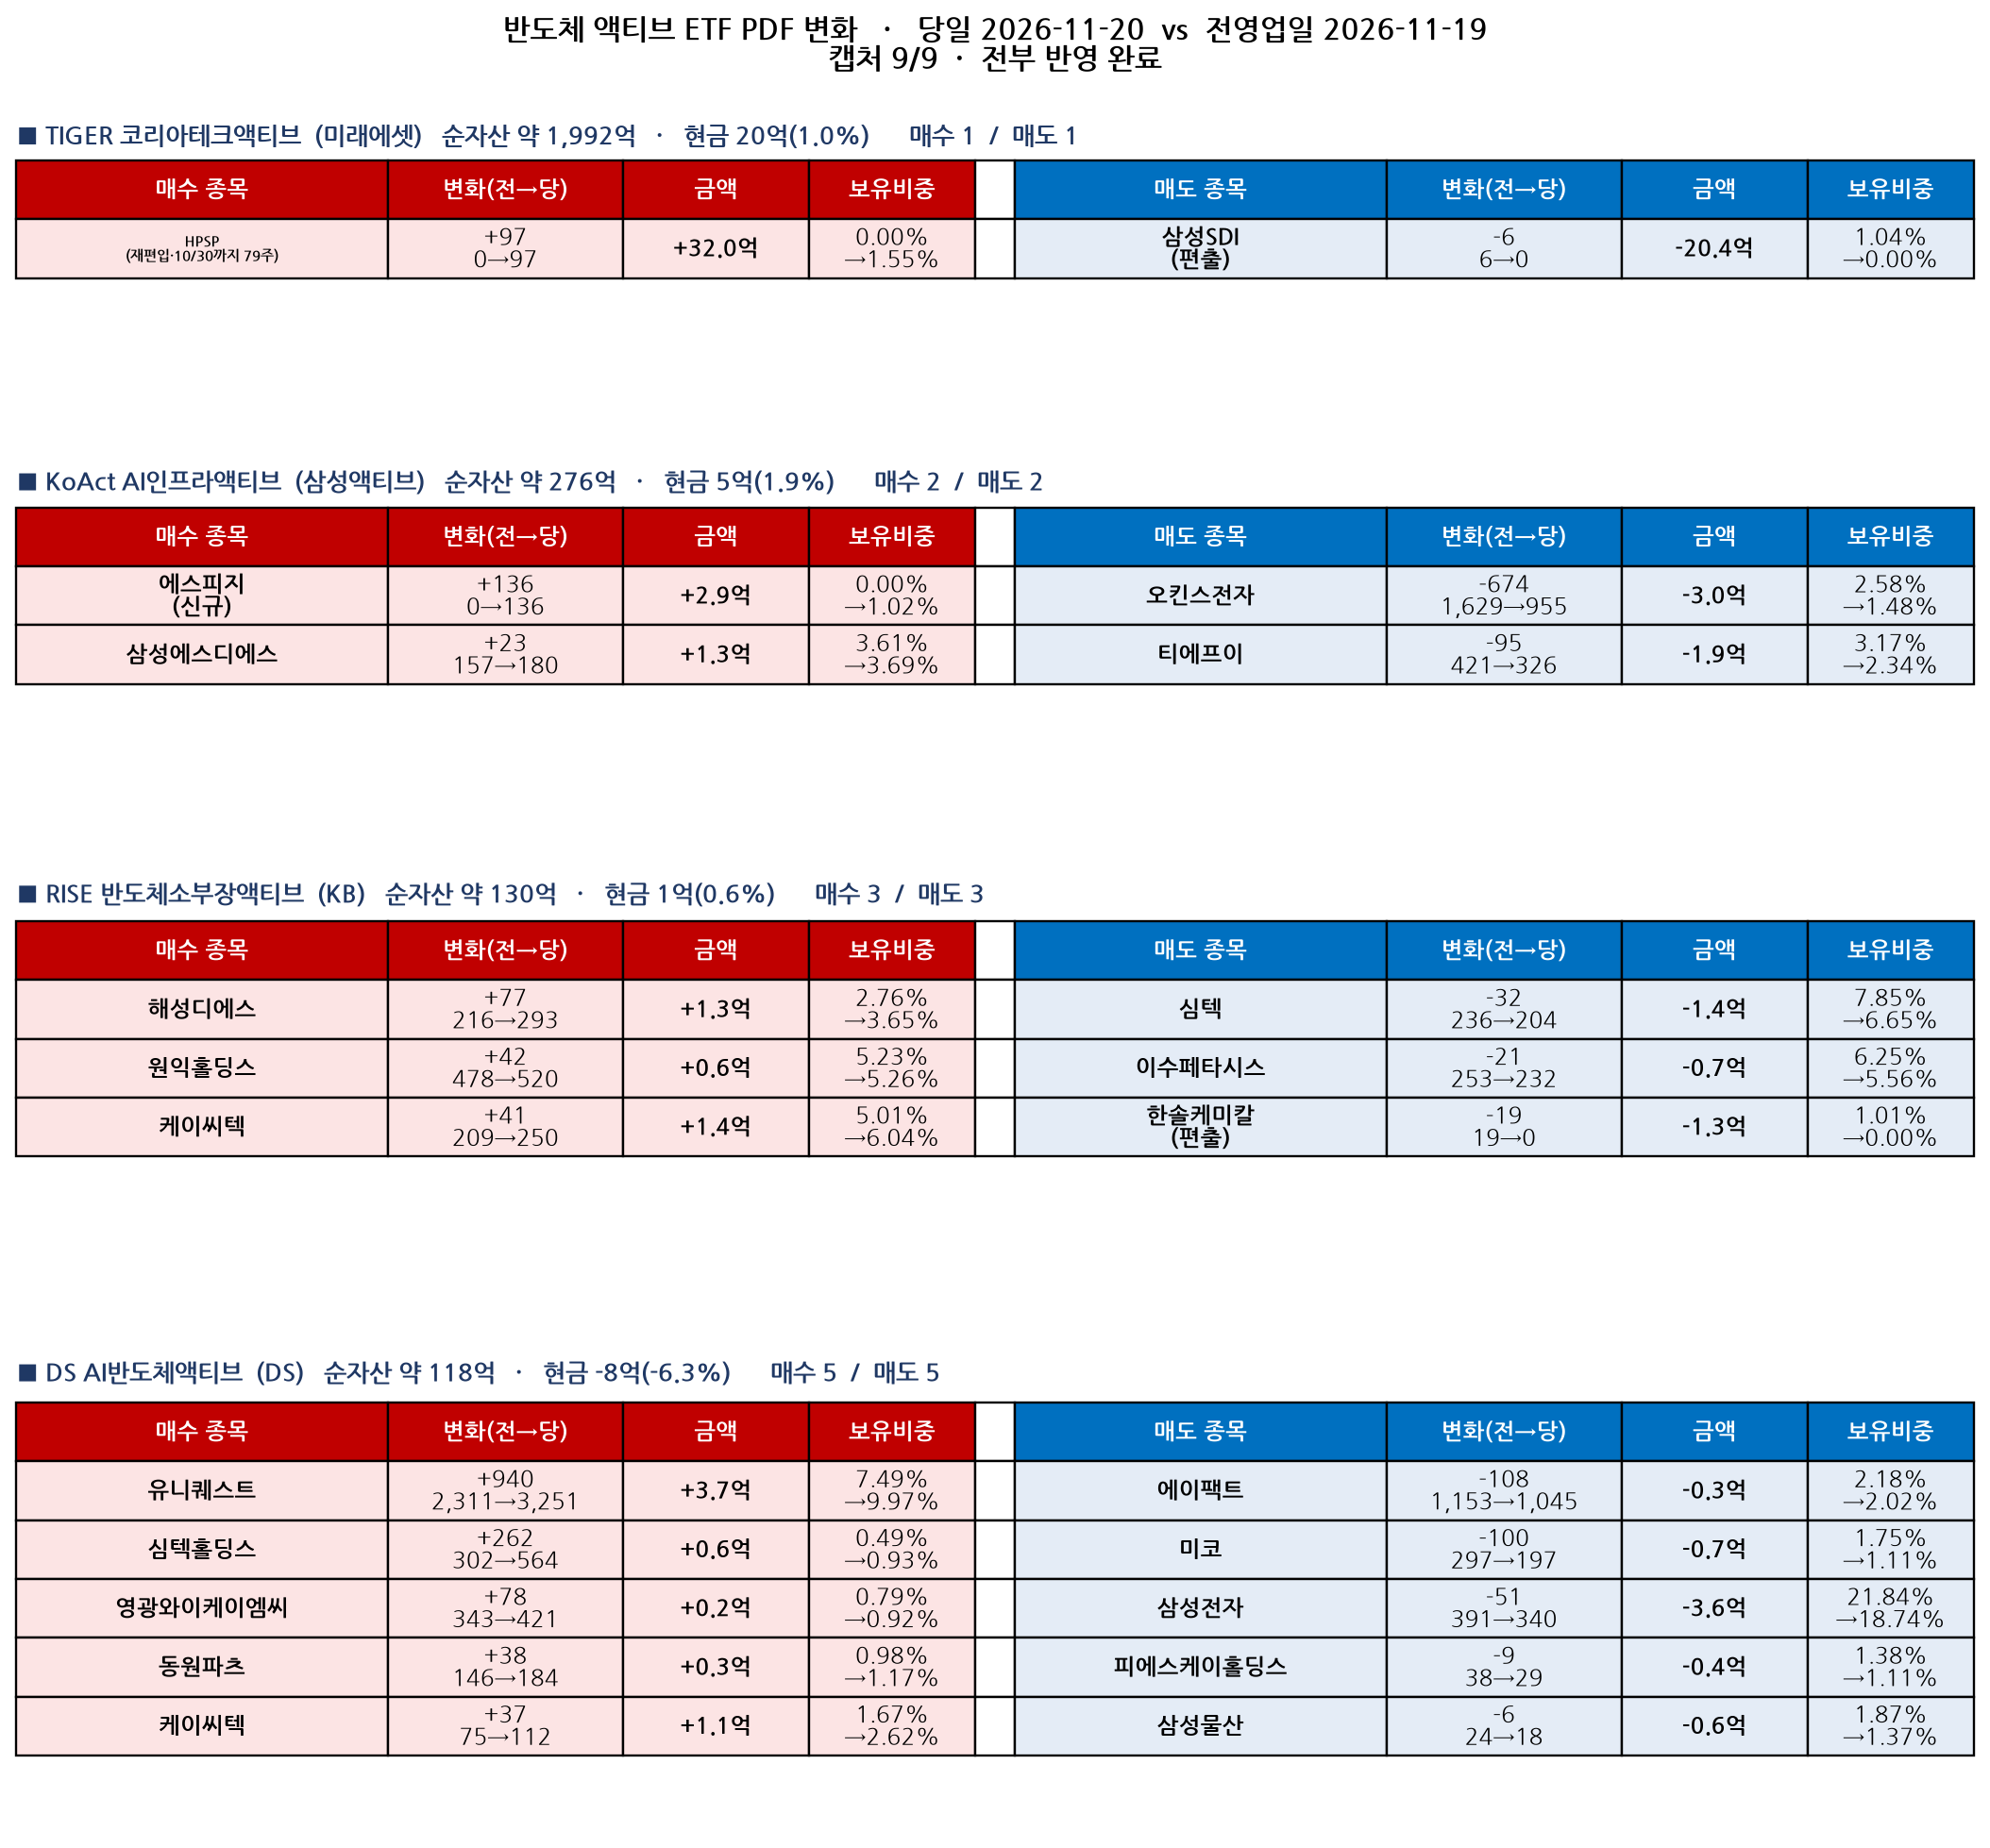 반도체 액티브 ETF PDF 변화 · 당일 2026-11-20 vs 전영업일 2026-11-19
캡처 9/9 · 전부 반영 완료
■ TIGER 코리아테크액티브 (미래에셋) 순자산 약 1,992억 · 현금 20억(1.0%) 매수 1 / 매도 1
매수 종목 변화(전→당) 금액 보유비중 매도 종목 변화(전→당) 금액 보유비중
HPSP
(재편입·10/30까지 79주)
+97
0→97
+32.0억
0.00%
→1.55%
삼성SDI
(편출)
-6
6→0
-20.4억
1.04%
→0.00%
■ KoAct AI인프라액티브 (삼성액티브) 순자산 약 276억 · 현금 5억(1.9%) 매수 2 / 매도 2
매수 종목 변화(전→당) 금액 보유비중 매도 종목 변화(전→당) 금액 보유비중
에스피지
(신규)
+136
0→136
+2.9억
0.00%
→1.02%
오킨스전자
-674
1,629→955
-3.0억
2.58%
→1.48%
삼성에스디에스
+23
157→180
+1.3억
3.61%
→3.69%
티에프이
-95
421→326
-1.9억
3.17%
→2.34%
■ RISE 반도체소부장액티브 (KB) 순자산 약 130억 · 현금 1억(0.6%) 매수 3 / 매도 3
매수 종목 변화(전→당) 금액 보유비중 매도 종목 변화(전→당) 금액 보유비중
해성디에스
+77
216→293
+1.3억
2.76%
→3.65%
심텍
-32
236→204
-1.4억
7.85%
→6.65%
원익홀딩스
+42
478→520
+0.6억
5.23%
→5.26%
이수페타시스
-21
253→232
-0.7억
6.25%
→5.56%
케이씨텍
+41
209→250
+1.4억
5.01%
→6.04%
한솔케미칼
(편출)
-19
19→0
-1.3억
1.01%
→0.00%
■ DS AI반도체액티브 (DS) 순자산 약 118억 · 현금 -8억(-6.3%) 매수 5 / 매도 5
매수 종목 변화(전→당) 금액 보유비중 매도 종목 변화(전→당) 금액 보유비중
유니퀘스트
+940
2,311→3,251
+3.7억
7.49%
→9.97%
에이팩트
-108
1,153→1,045
-0.3억
2.18%
→2.02%
심텍홀딩스
+262
302→564
+0.6억
0.49%
→0.93%
미코
-100
297→197
-0.7억
1.75%
→1.11%
영광와이케이엠씨
+78
343→421
+0.2억
0.79%
→0.92%
삼성전자
-51
391→340
-3.6억
21.84%
→18.74%
동원파츠
+38
146→184
+0.3억
0.98%
→1.17%
피에스케이홀딩스
-9
38→29
-0.4억
1.38%
→1.11%
케이씨텍
+37
75→112
+1.1억
1.67%
→2.62%
삼성물산
-6
24→18
-0.6억
1.87%
→1.37%